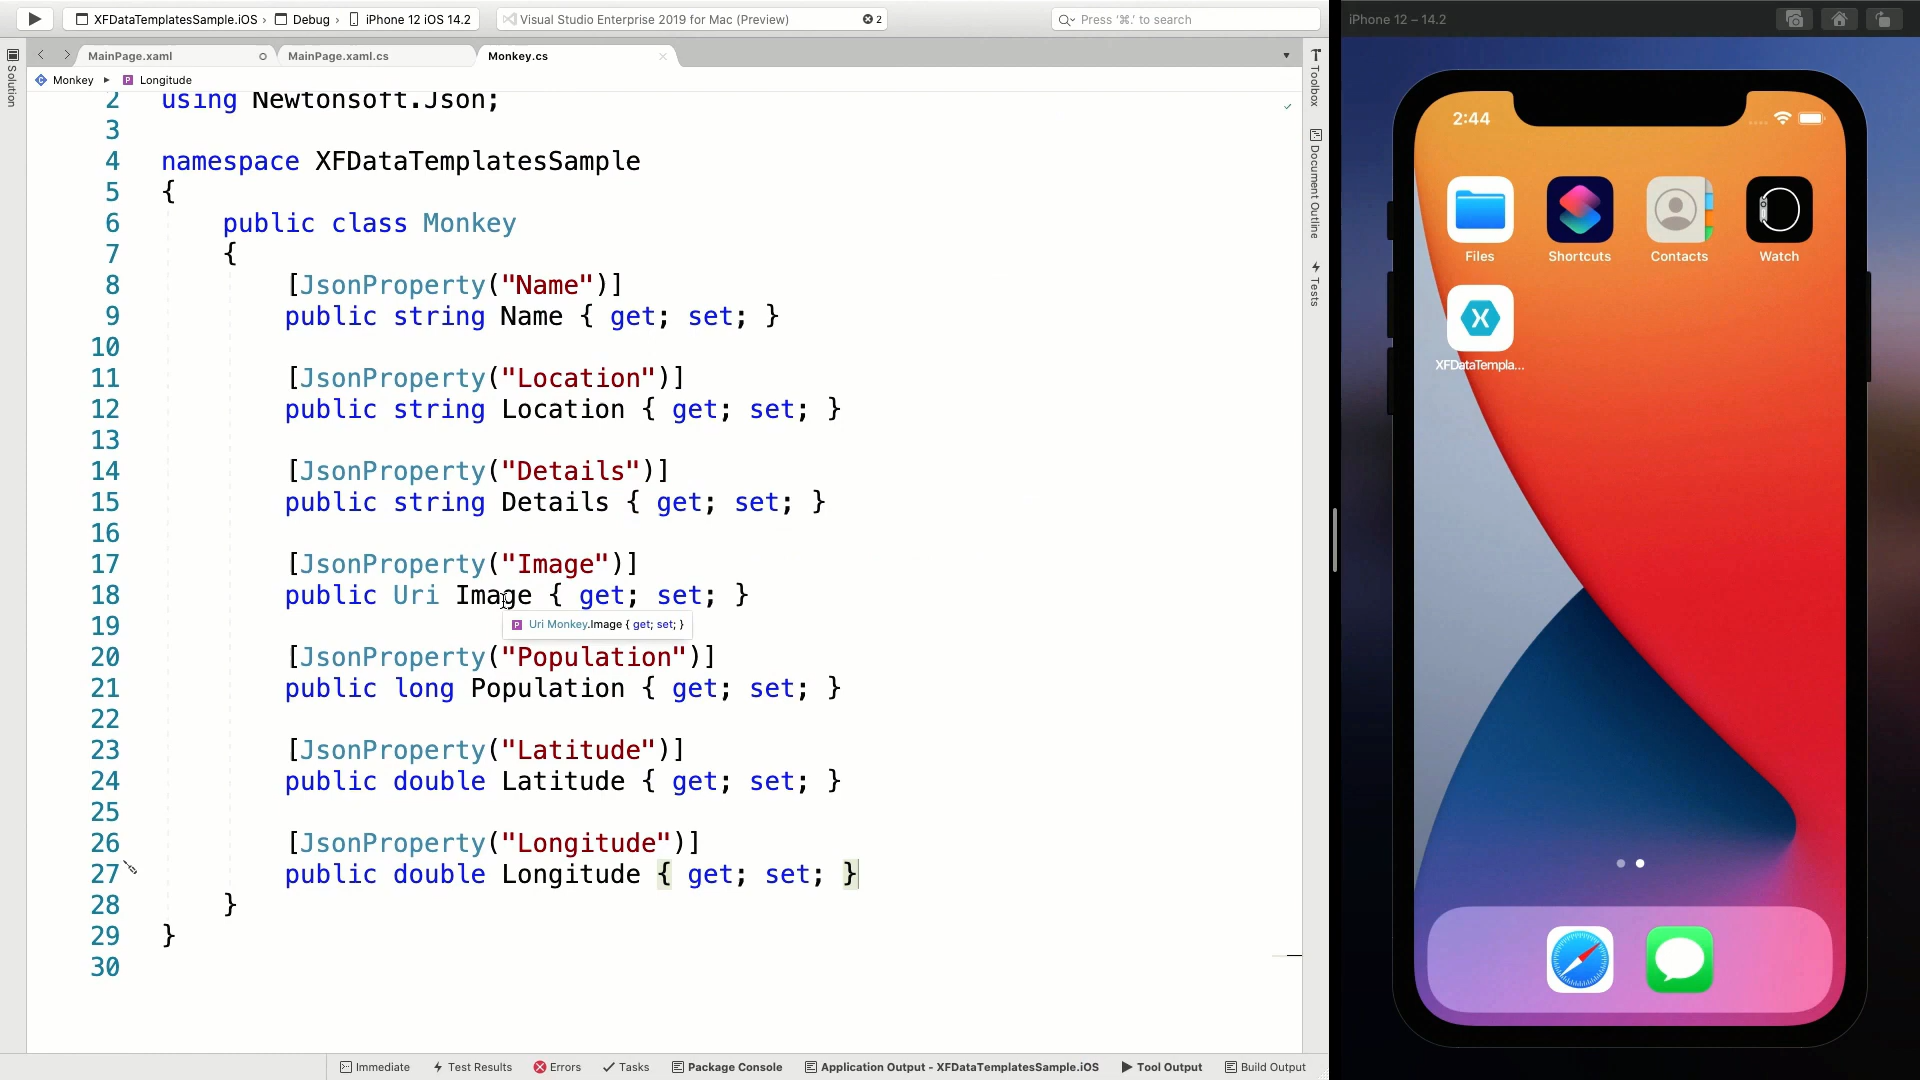 XFDataTemplatesSample.iOS › Debug › iPhone 12 iOS 14.2
Visual Studio Enterprise 2019 for Mac (Preview)
2
Press '⌘.' to search
iPhone 12 – 14.2
MainPage.xaml
MainPage.xaml.cs
Monkey.cs
Monkey ▸ Longitude
Solution
Toolbox
Document Outline
Tests
2 using Newtonsoft.Json;
3
4 namespace XFDataTemplatesSample
5 {
6 public class Monkey
7 {
8 [JsonProperty("Name")]
9 public string Name { get; set; }
10
11 [JsonProperty("Location")]
12 public string Location { get; set; }
13
14 [JsonProperty("Details")]
15 public string Details { get; set; }
16
17 [JsonProperty("Image")]
18 public Uri Image { get; set; }
19
Uri Monkey.Image { get; set; }
20 [JsonProperty("Population")]
21 public long Population { get; set; }
22
23 [JsonProperty("Latitude")]
24 public double Latitude { get; set; }
25
26 [JsonProperty("Longitude")]
27 public double Longitude { get; set; }
28 }
29 }
30
Immediate
Test Results
Errors
Tasks
Package Console
Application Output - XFDataTemplatesSample.iOS
Tool Output
Build Output
2:44
Files
Shortcuts
Contacts
Watch
XFDataTempla...